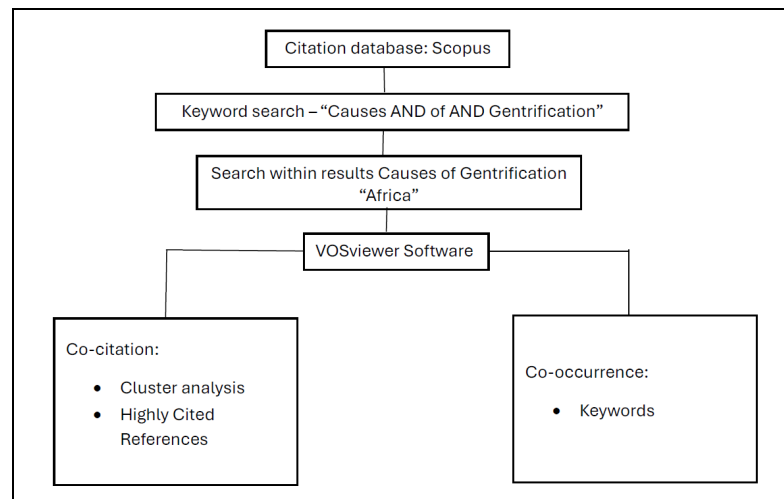 Citation database: Scopus
Keyword search – “Causes AND of AND Gentrification”
Search within results Causes of Gentrification
“Africa”
VOSviewer Software
Co-citation:
• Cluster analysis
• Highly Cited
References
Co-occurrence:
• Keywords